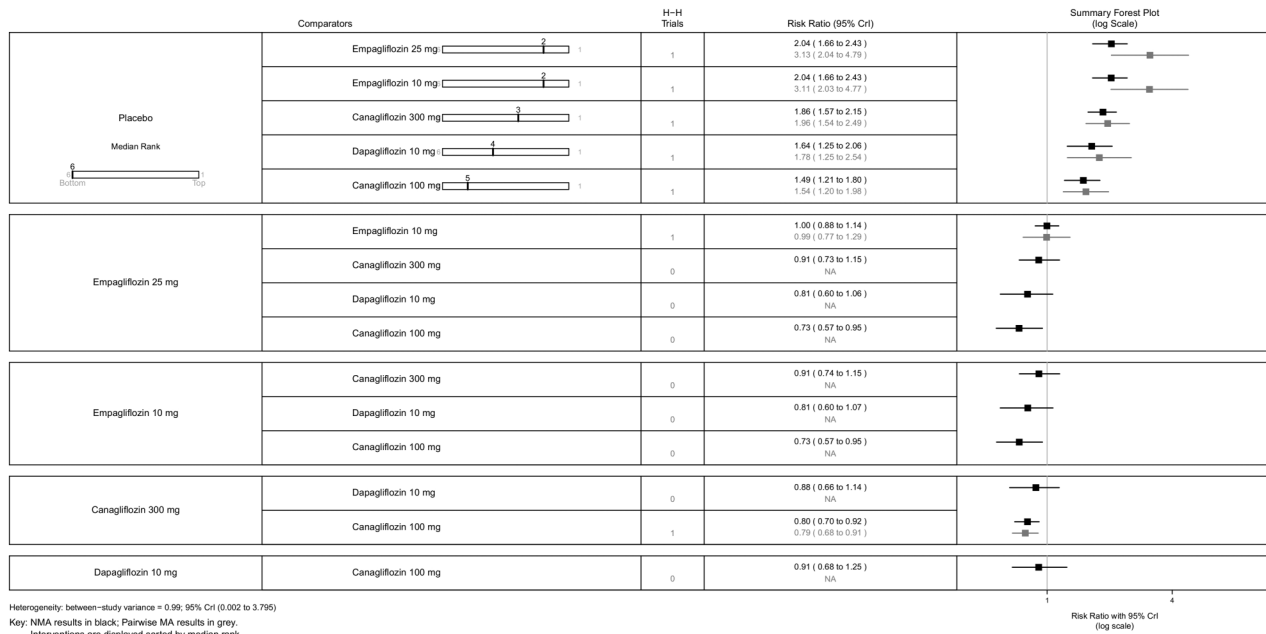 Comparators
H−H
Trials
Risk Ratio (95% CrI)
Summary Forest Plot
(log Scale)
Placebo
Median Rank
6
6 1
Bottom Top
Empagliflozin 25 mg 2 1
1
2.04 ( 1.66 to 2.43 )
3.13 ( 2.04 to 4.79 )
Empagliflozin 10 mg 2 1
1
2.04 ( 1.66 to 2.43 )
3.11 ( 2.03 to 4.77 )
Canagliflozin 300 mg 3 1
1
1.86 ( 1.57 to 2.15 )
1.96 ( 1.54 to 2.49 )
Dapagliflozin 10 mg 6 4 1
1
1.64 ( 1.25 to 2.06 )
1.78 ( 1.25 to 2.54 )
Canagliflozin 100 mg 5 1
1
1.49 ( 1.21 to 1.80 )
1.54 ( 1.20 to 1.98 )
Empagliflozin 25 mg
Empagliflozin 10 mg
1
1.00 ( 0.88 to 1.14 )
0.99 ( 0.77 to 1.29 )
Canagliflozin 300 mg
0
0.91 ( 0.73 to 1.15 )
NA
Dapagliflozin 10 mg
0
0.81 ( 0.60 to 1.06 )
NA
Canagliflozin 100 mg
0
0.73 ( 0.57 to 0.95 )
NA
Empagliflozin 10 mg
Canagliflozin 300 mg
0
0.91 ( 0.74 to 1.15 )
NA
Dapagliflozin 10 mg
0
0.81 ( 0.60 to 1.07 )
NA
Canagliflozin 100 mg
0
0.73 ( 0.57 to 0.95 )
NA
Canagliflozin 300 mg
Dapagliflozin 10 mg
0
0.88 ( 0.66 to 1.14 )
NA
Canagliflozin 100 mg
1
0.80 ( 0.70 to 0.92 )
0.79 ( 0.68 to 0.91 )
Dapagliflozin 10 mg
Canagliflozin 100 mg
0
0.91 ( 0.68 to 1.25 )
NA
1 4
Risk Ratio with 95% CrI
(log scale)
Heterogeneity: between−study variance = 0.99; 95% CrI (0.002 to 3.795)
Key: NMA results in black; Pairwise MA results in grey.
Interventions are displayed sorted by median rank